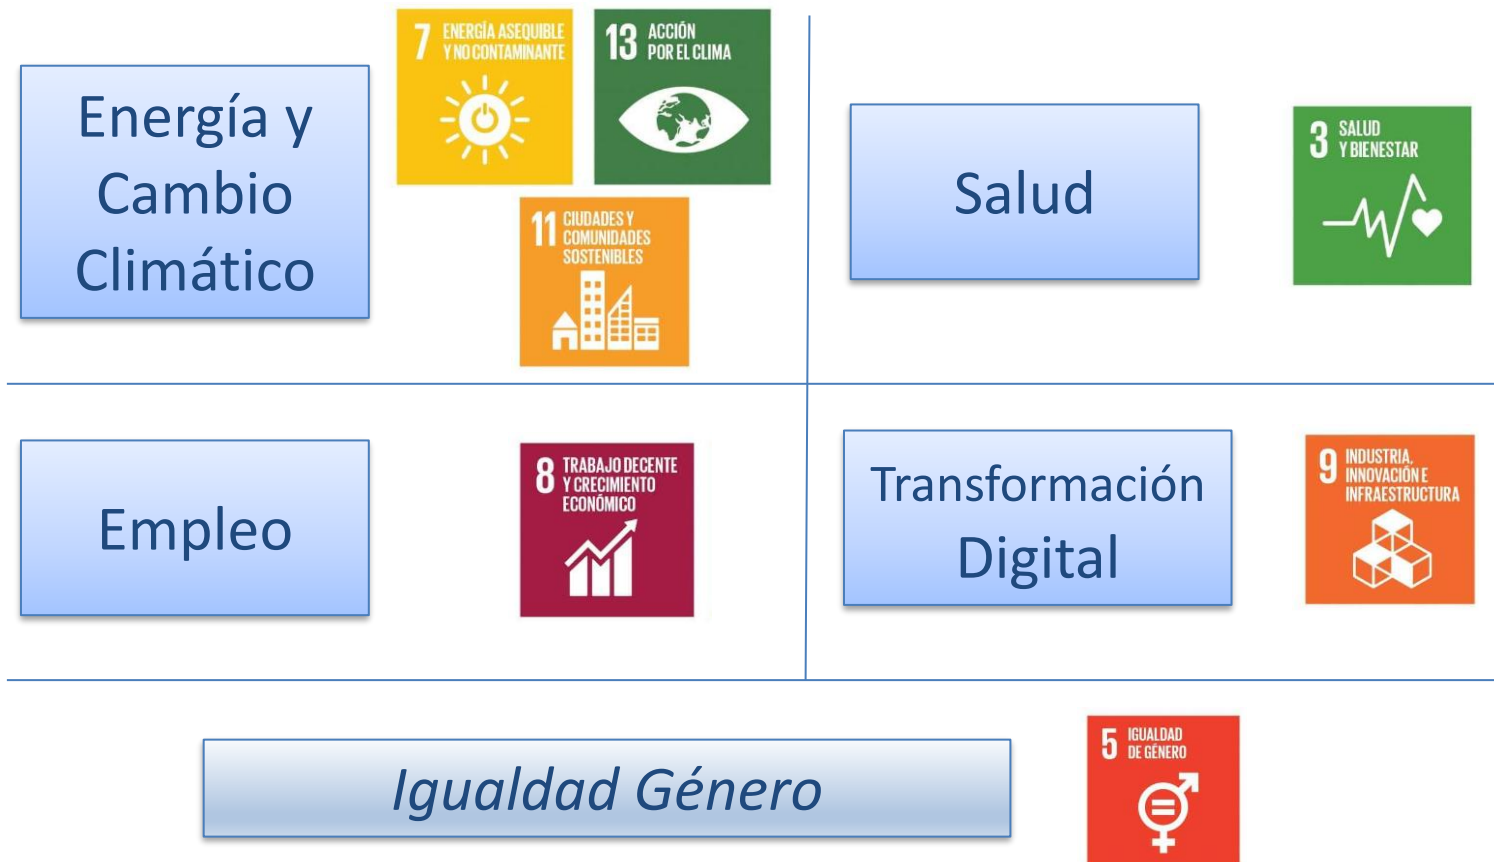 Energía y
Cambio
Climático
7 ENERGÍA ASEQUIBLE
Y NO CONTAMINANTE
13 ACCIÓN
POR EL CLIMA
11 CIUDADES Y
COMUNIDADES
SOSTENIBLES
Salud
3 SALUD
Y BIENESTAR
Empleo
8 TRABAJO DECENTE
Y CRECIMIENTO
ECONÓMICO
Transformación
Digital
9 INDUSTRIA,
INNOVACIÓN E
INFRAESTRUCTURA
Igualdad Género
5 IGUALDAD
DE GÉNERO